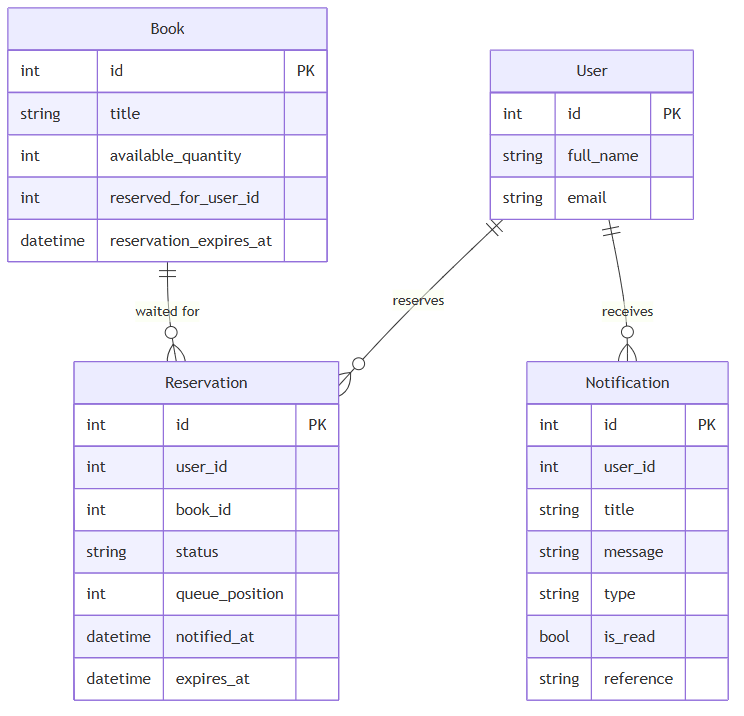 Book
int id PK
string title
int available_quantity
int reserved_for_user_id
datetime reservation_expires_at
User
int id PK
string full_name
string email
waited for
reserves
receives
Reservation
int id PK
int user_id
int book_id
string status
int queue_position
datetime notified_at
datetime expires_at
Notification
int id PK
int user_id
string title
string message
string type
bool is_read
string reference